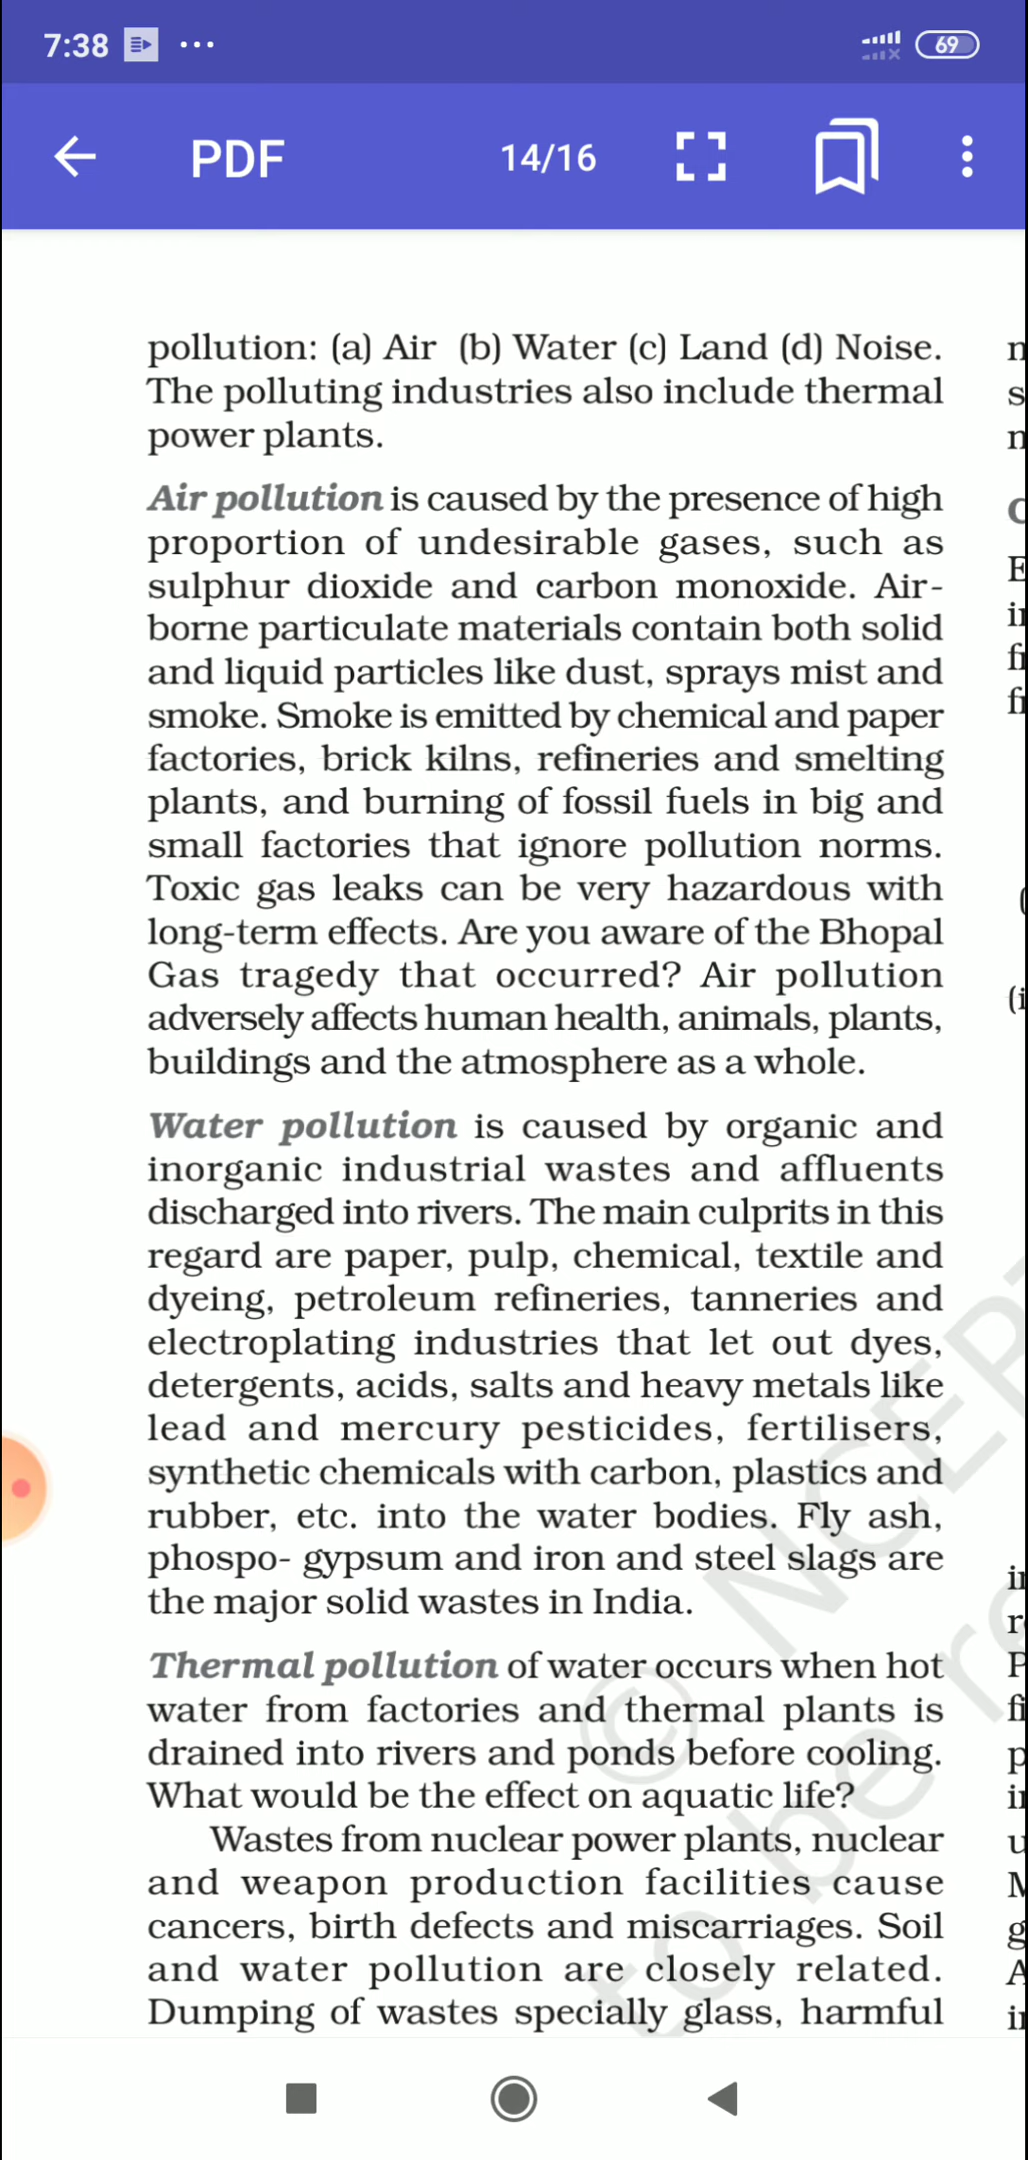 7:38
69
PDF
14/16
pollution: (a) Air (b) Water (c) Land (d) Noise.
The polluting industries also include thermal
power plants.
Air pollution is caused by the presence of high
proportion of undesirable gases, such as
sulphur dioxide and carbon monoxide. Air-
borne particulate materials contain both solid
and liquid particles like dust, sprays mist and
smoke. Smoke is emitted by chemical and paper
factories, brick kilns, refineries and smelting
plants, and burning of fossil fuels in big and
small factories that ignore pollution norms.
Toxic gas leaks can be very hazardous with
long-term effects. Are you aware of the Bhopal
Gas tragedy that occurred? Air pollution
adversely affects human health, animals, plants,
buildings and the atmosphere as a whole.
Water pollution is caused by organic and
inorganic industrial wastes and affluents
discharged into rivers. The main culprits in this
regard are paper, pulp, chemical, textile and
dyeing, petroleum refineries, tanneries and
electroplating industries that let out dyes,
detergents, acids, salts and heavy metals like
lead and mercury pesticides, fertilisers,
synthetic chemicals with carbon, plastics and
rubber, etc. into the water bodies. Fly ash,
phospo- gypsum and iron and steel slags are
the major solid wastes in India.
Thermal pollution of water occurs when hot
water from factories and thermal plants is
drained into rivers and ponds before cooling.
What would be the effect on aquatic life?
Wastes from nuclear power plants, nuclear
and weapon production facilities cause
cancers, birth defects and miscarriages. Soil
and water pollution are closely related.
Dumping of wastes specially glass, harmful
© NCER
to be re